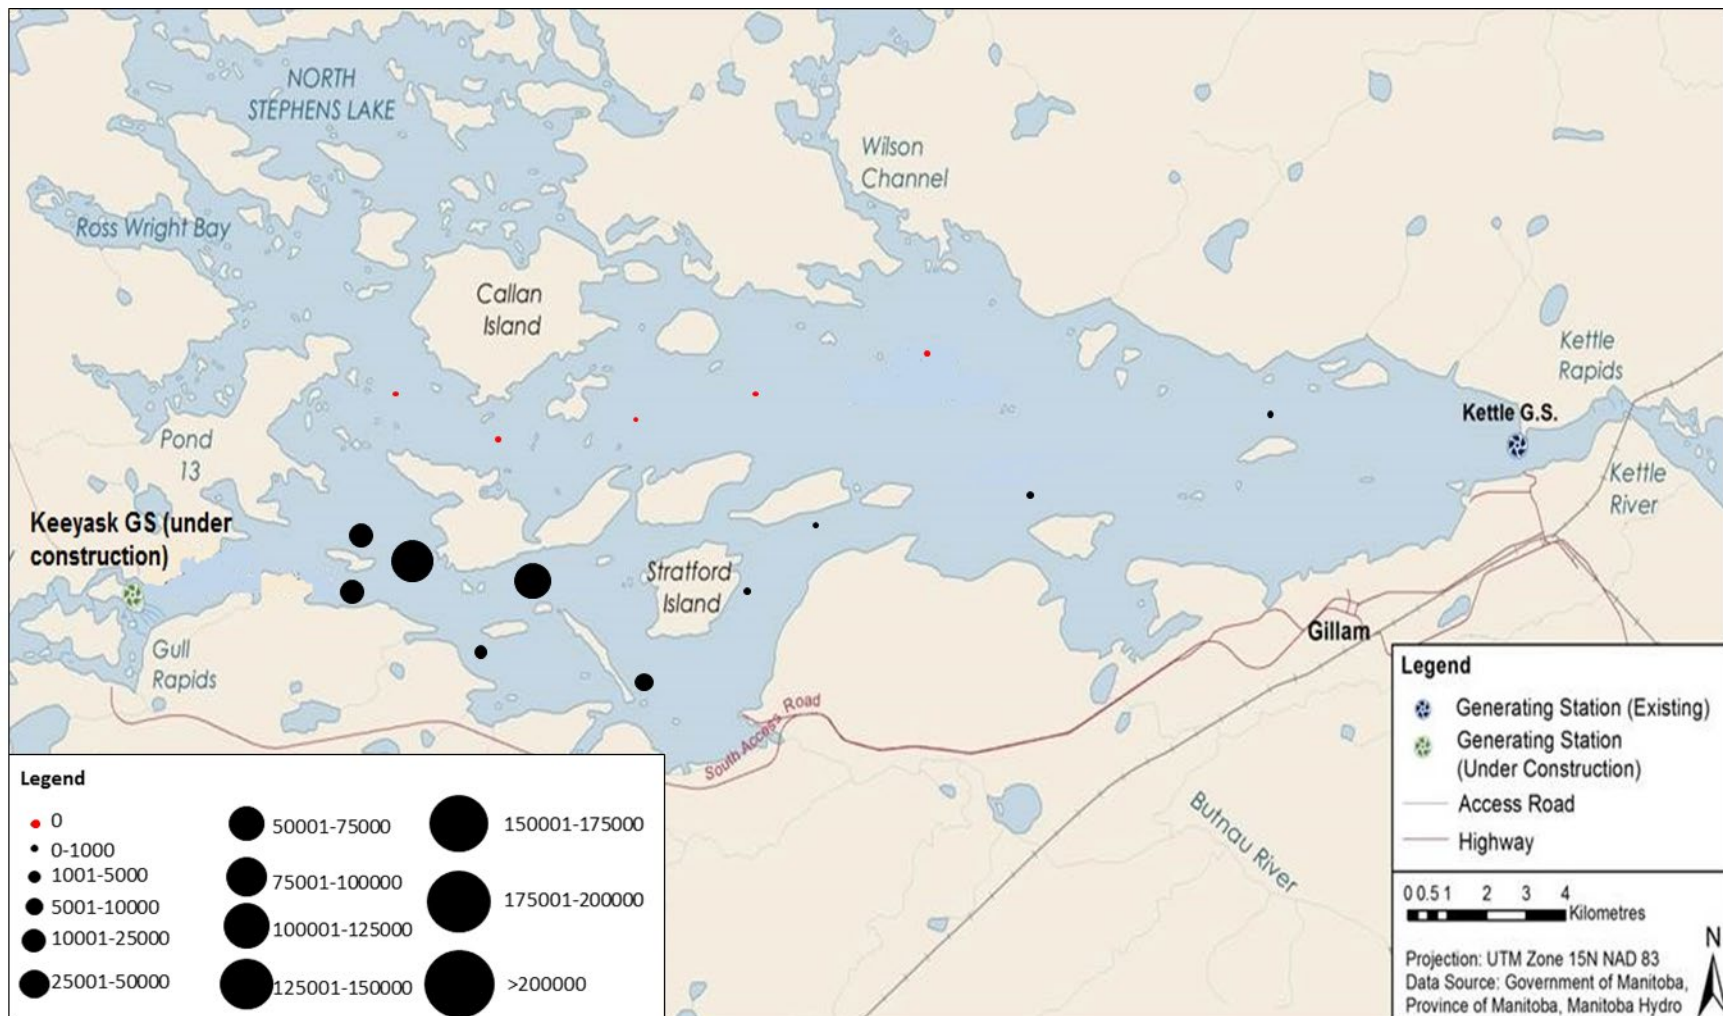 NORTH
STEPHENS LAKE
Wilson
Channel
Ross Wright Bay
Callan
Island
Kettle
Rapids
Kettle G.S.
Pond
13
Kettle
River
Keeyask GS (under
construction)
Stratford
Island
Gull
Rapids
Gillam
South Access Road
Butnau River
Legend
0
0-1000
1001-5000
5001-10000
10001-25000
25001-50000
50001-75000
75001-100000
100001-125000
125001-150000
150001-175000
175001-200000
>200000
Legend
Generating Station (Existing)
Generating Station
(Under Construction)
Access Road
Highway
0 0.5 1 2 3 4
Kilometres
N
Projection: UTM Zone 15N NAD 83
Data Source: Government of Manitoba,
Province of Manitoba, Manitoba Hydro